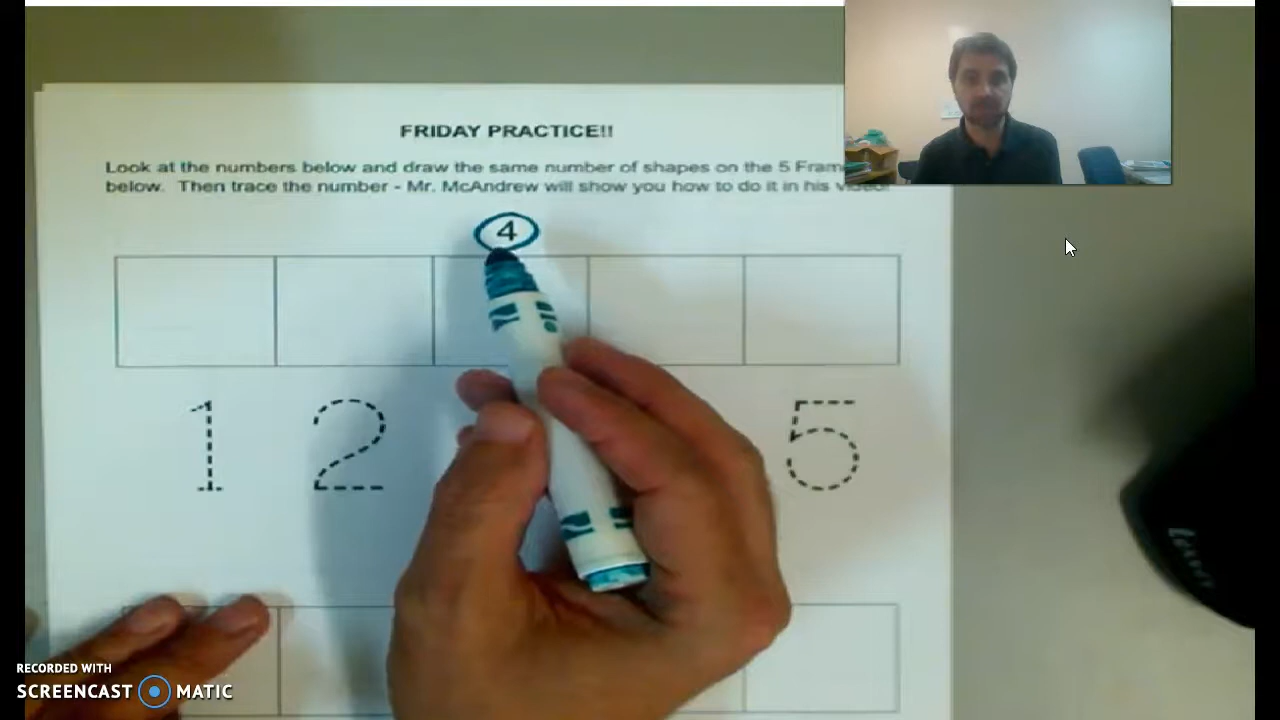 FRIDAY PRACTICE!!
Look at the numbers below and draw the same number of shapes on the 5 Fram
below. Then trace the number - Mr. McAndrew will show you how to do it in his video!
4
1 2 5
RECORDED WITH
SCREENCAST MATIC